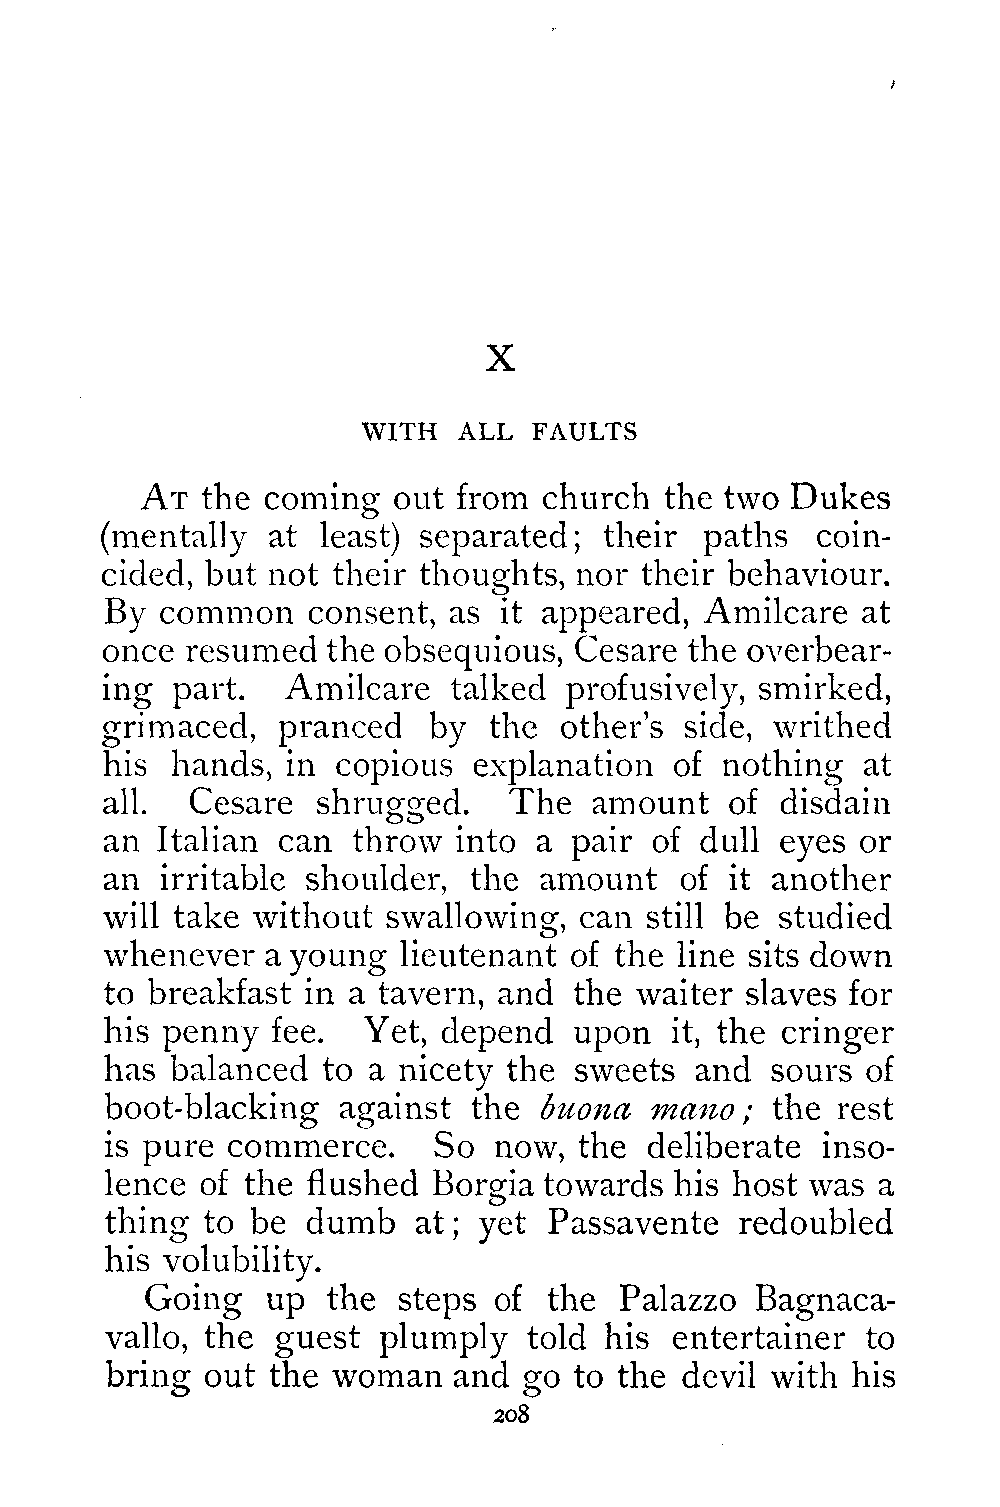 X
WITH ALL FAULTS
AT the coming out from church the two Dukes
(mentally at least) separated; their paths coin-
cided, but not their thoughts, nor their behaviour.
By common consent, as it appeared, Amilcare at
once resumed the obsequious, Cesare the overbear-
ing part. Amilcare talked profusively, smirked,
grimaced, pranced by the other's side, writhed
his hands, in copious explanation of nothing at
all. Cesare shrugged. The amount of disdain
an Italian can throw into a pair of dull eyes or
an irritable shoulder, the amount of it another
will take without swallowing, can still be studied
whenever a young lieutenant of the line sits down
to breakfast in a tavern, and the waiter slaves for
his penny fee. Yet, depend upon it, the cringer
has balanced to a nicety the sweets and sours of
boot-blacking against the buona mano; the rest
is pure commerce. So now, the deliberate inso-
lence of the flushed Borgia towards his host was a
thing to be dumb at; yet Passavente redoubled
his volubility.
Going up the steps of the Palazzo Bagnaca-
vallo, the guest plumply told his entertainer to
bring out the woman and go to the devil with his
208